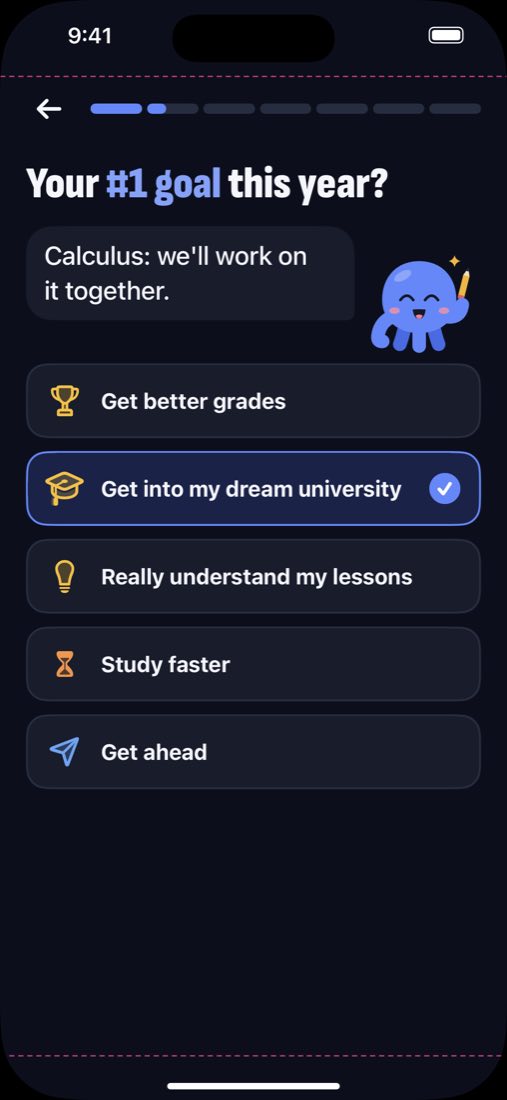 9:41
Your #1 goal this year?
Calculus: we'll work on
it together.
Get better grades
Get into my dream university
Really understand my lessons
Study faster
Get ahead